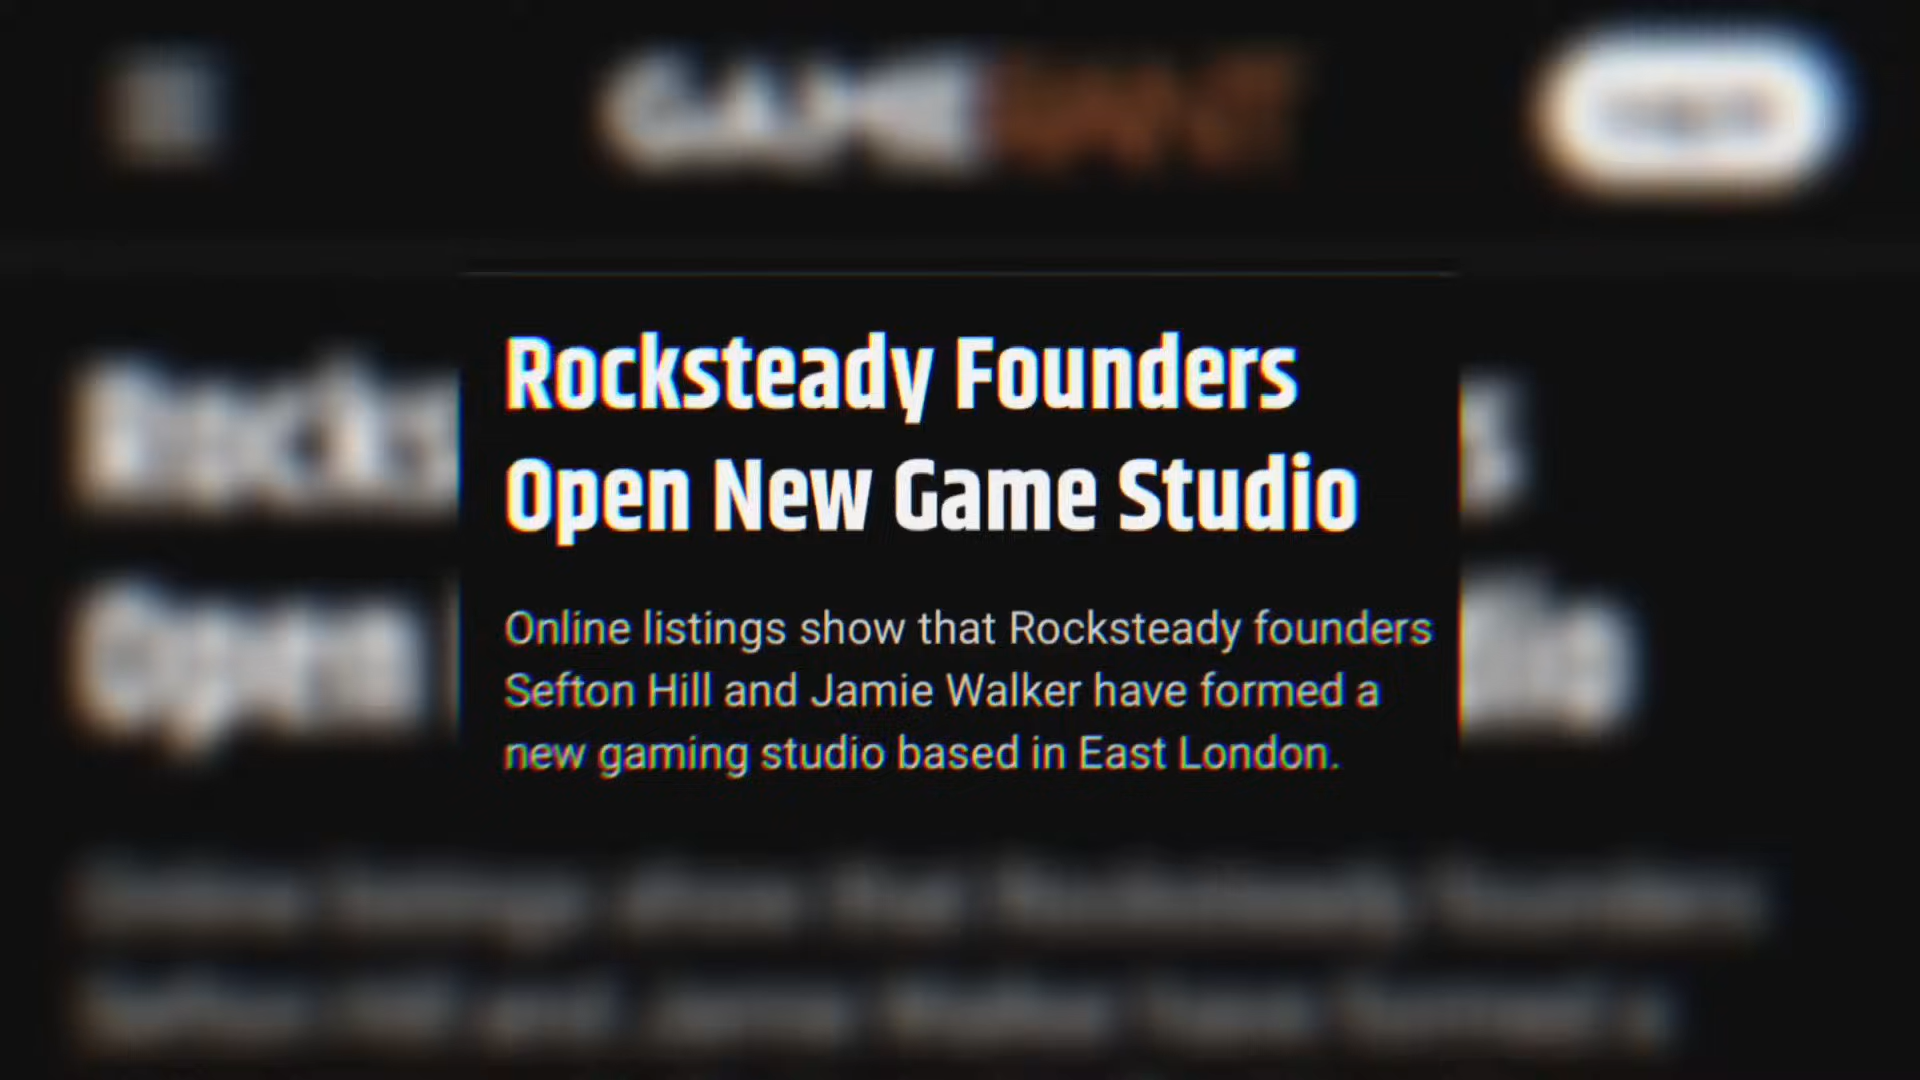 GAMERANT
Rocksteady Founders
Open New Game Studio
Online listings show that Rocksteady founders
Sefton Hill and Jamie Walker have formed a
new gaming studio based in East London.